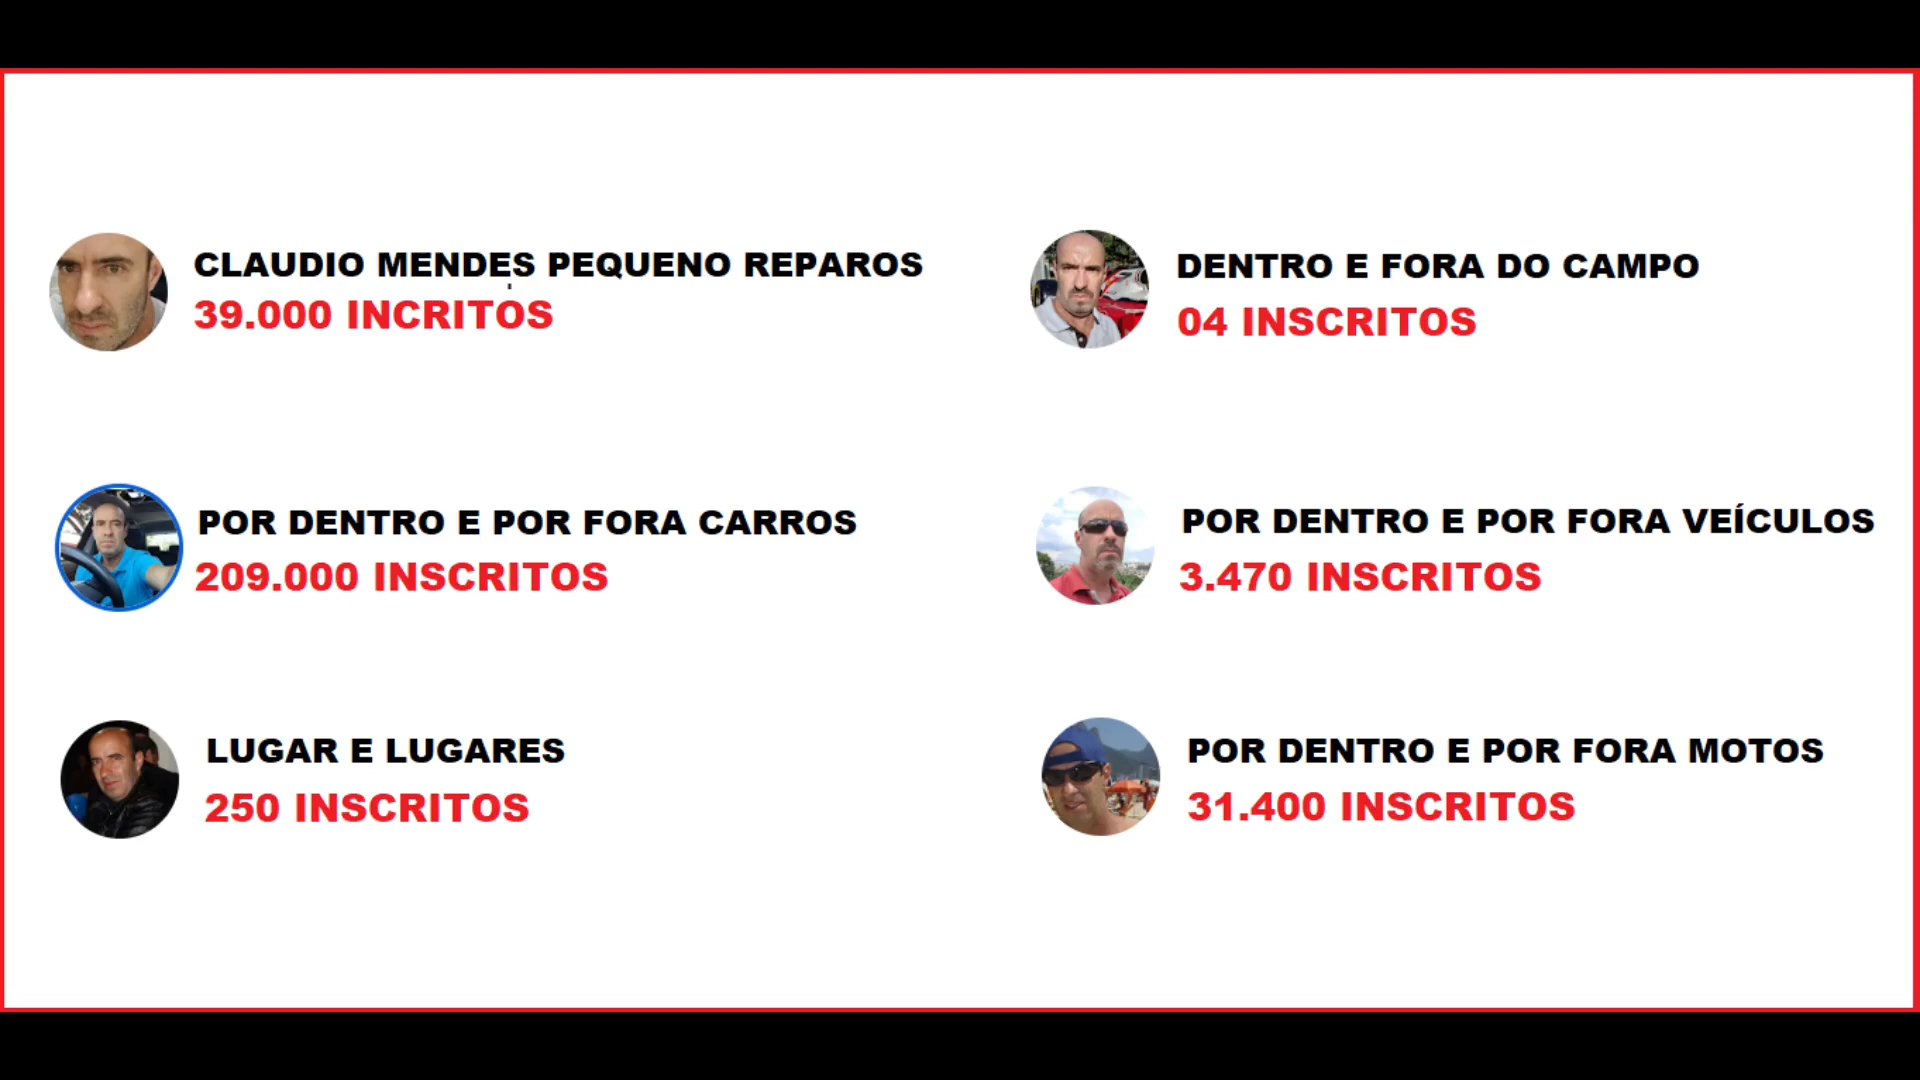 CLAUDIO MENDES PEQUENO REPAROS
39.000 INCRITOS
DENTRO E FORA DO CAMPO
04 INSCRITOS
POR DENTRO E POR FORA CARROS
209.000 INSCRITOS
POR DENTRO E POR FORA VEÍCULOS
3.470 INSCRITOS
LUGAR E LUGARES
250 INSCRITOS
POR DENTRO E POR FORA MOTOS
31.400 INSCRITOS